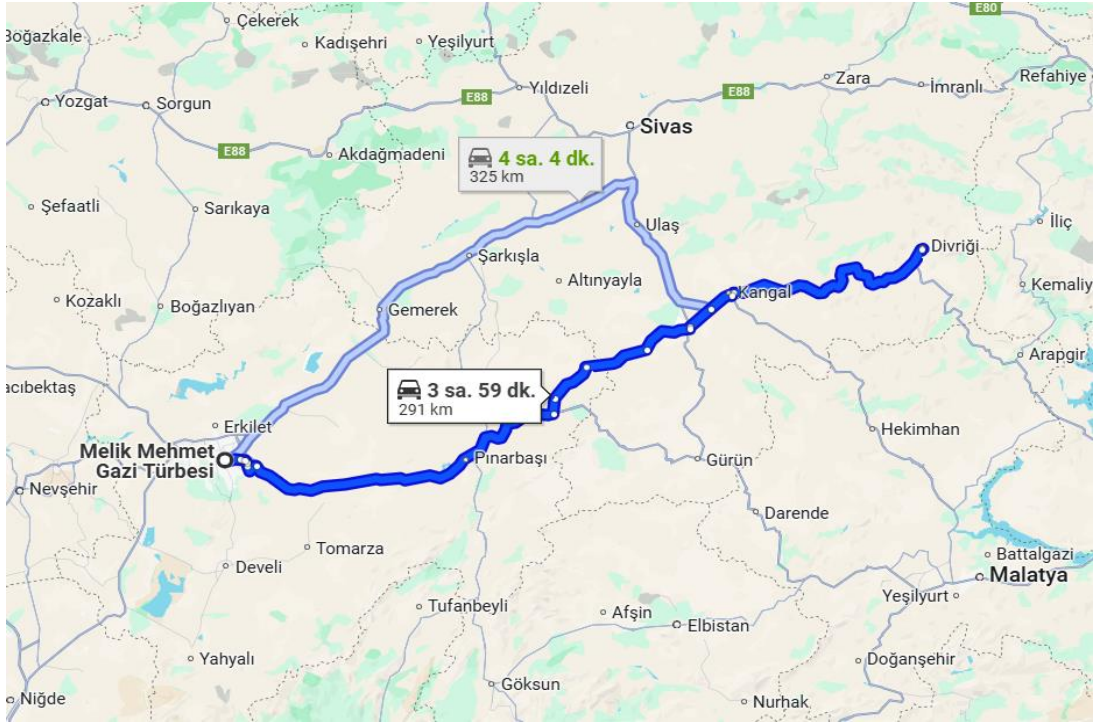 Çekerek
E80
Boğazkale
Kadışehri
Yeşilyurt
Zara
Refahiye
Yıldızeli
İmranlı
E88
E88
Yozgat
Sorgun
Sivas
E88
Akdağmadeni
4 sa. 4 dk.
325 km
Şefaatli
Sarıkaya
Ulaş
İliç
Divriği
Şarkışla
Altınyayla
Kemaliy
Kozaklı
Boğazlıyan
Gemerek
Kangal
Arapgir
acıbektaş
3 sa. 59 dk.
291 km
Erkilet
Hekimhan
Melik Mehmet
Gazi Türbesi
Pınarbaşı
Gürün
Nevşehir
Darende
Tomarza
Battalgazi
Develi
Malatya
Yeşilyurt
Tufanbeyli
Afşin
Elbistan
Yahyalı
Doğanşehir
Göksun
Niğde
Nurhak